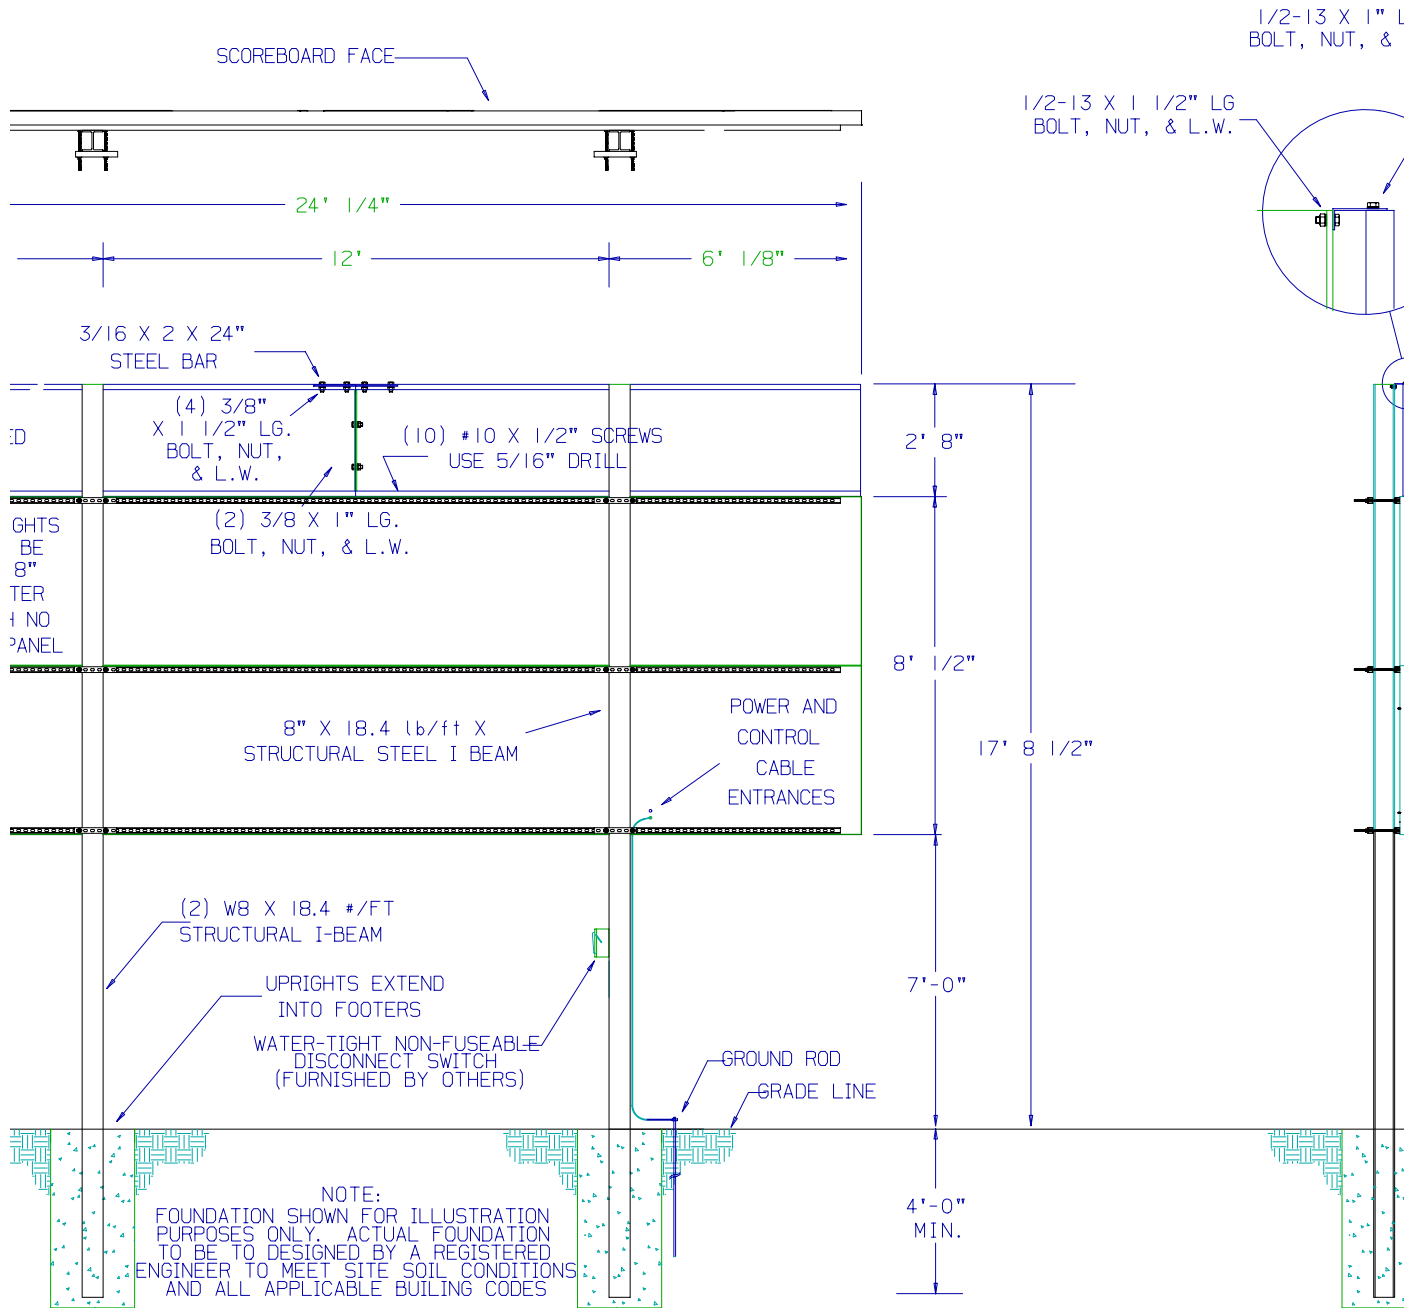 1/2-13 X 1" L
BOLT, NUT, &
SCOREBOARD FACE
1/2-13 X 1 1/2" LG
BOLT, NUT, & L.W.
24' 1/4"
12'
6' 1/8"
3/16 X 2 X 24"
STEEL BAR
(4) 3/8"
X 1 1/2" LG.
BOLT, NUT,
& L.W.
(10) #10 X 1/2" SCREWS
USE 5/16" DRILL
2' 8"
ED
(2) 3/8 X 1" LG.
BOLT, NUT, & L.W.
GHTS
BE
8"
TER
H NO
PANEL
8' 1/2"
8" X 18.4 lb/ft X
STRUCTURAL STEEL I BEAM
POWER AND
CONTROL
CABLE
ENTRANCES
17' 8 1/2"
(2) W8 X 18.4 #/FT
STRUCTURAL I-BEAM
UPRIGHTS EXTEND
INTO FOOTERS
7'-0"
WATER-TIGHT NON-FUSEABLE
DISCONNECT SWITCH
(FURNISHED BY OTHERS)
GROUND ROD
GRADE LINE
4'-0"
MIN.
NOTE:
FOUNDATION SHOWN FOR ILLUSTRATION
PURPOSES ONLY. ACTUAL FOUNDATION
TO BE TO DESIGNED BY A REGISTERED
ENGINEER TO MEET SITE SOIL CONDITIONS
AND ALL APPLICABLE BUILING CODES